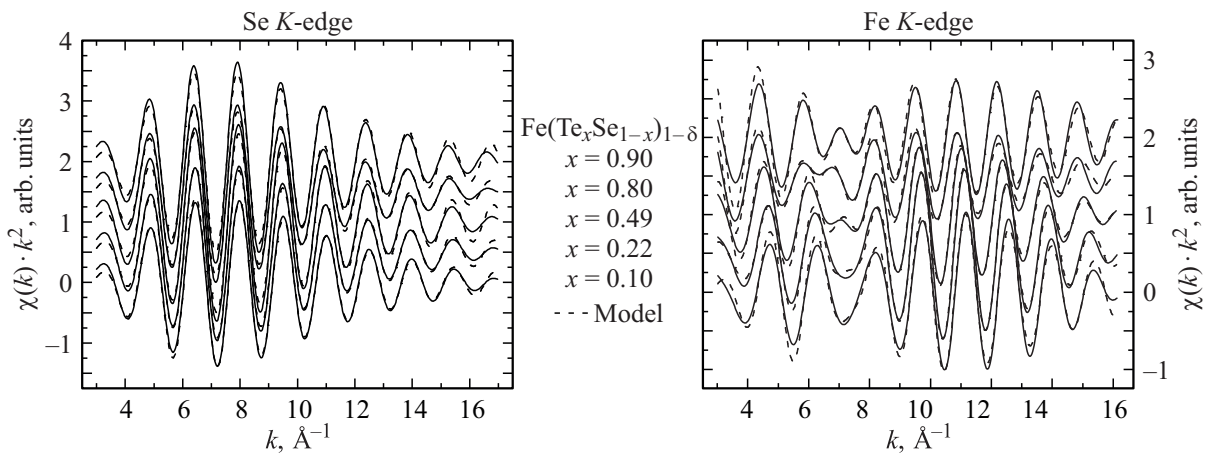 Se K-edge
Fe K-edge
χ(k) · k², arb. units
4
3
2
1
0
−1
4
6
8
10
12
14
16
k, Å⁻¹
Fe(TeₓSe₁₋ₓ)₁₋δ
x = 0.90
x = 0.80
x = 0.49
x = 0.22
x = 0.10
- - - Model
4
6
8
10
12
14
16
k, Å⁻¹
3
2
1
0
−1
χ(k) · k², arb. units